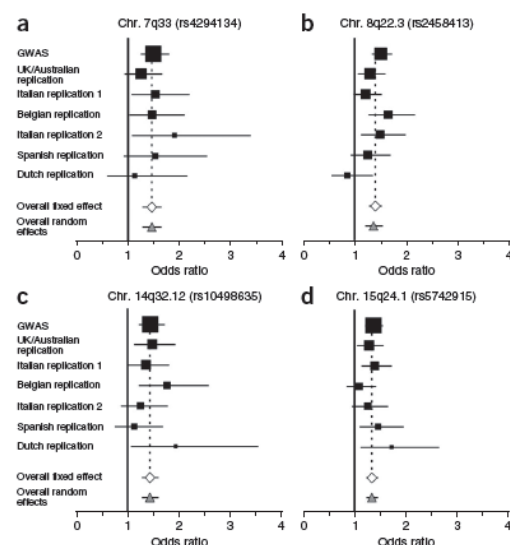 a
Chr. 7q33 (rs4294134)
GWAS
UK/Australian
replication
Italian replication 1
Belgian replication
Italian replication 2
Spanish replication
Dutch replication
Overall fixed effect
Overall random
effects
0 1 2 3 4
Odds ratio
b
Chr. 8q22.3 (rs2458413)
0 1 2 3 4
Odds ratio
c
Chr. 14q32.12 (rs10498635)
GWAS
UK/Australian
replication
Italian replication 1
Belgian replication
Italian replication 2
Spanish replication
Dutch replication
Overall fixed effect
Overall random
effects
0 1 2 3 4
Odds ratio
d
Chr. 15q24.1 (rs5742915)
0 1 2 3 4
Odds ratio